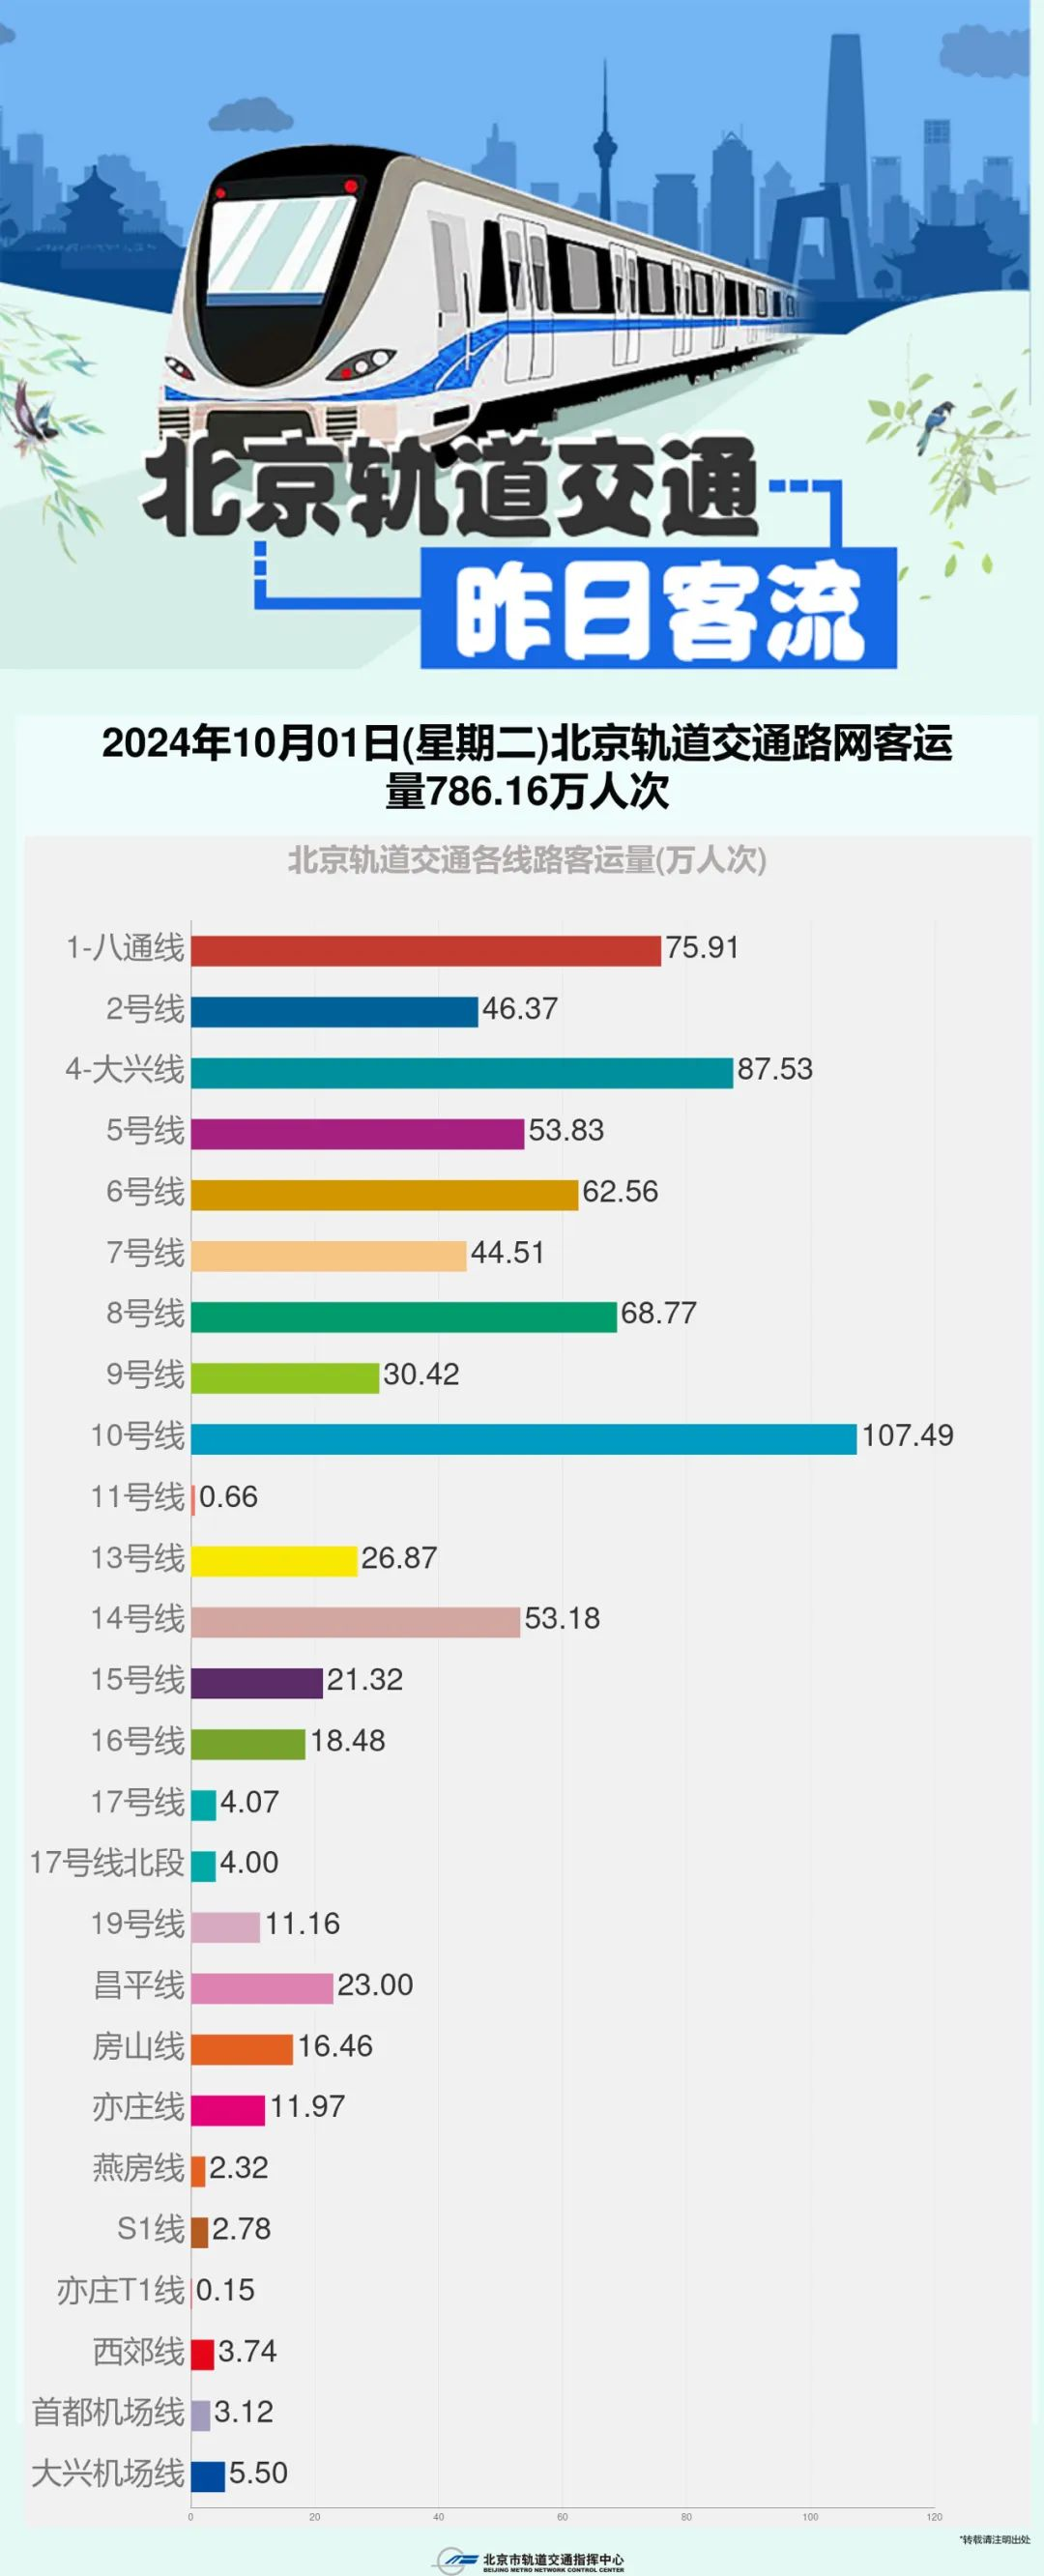 北京轨道交通
昨日客流
2024年10月01日(星期二)北京轨道交通路网客运
量786.16万人次
北京轨道交通各线路客运量(万人次)
1-八通线 75.91
2号线 46.37
4-大兴线 87.53
5号线 53.83
6号线 62.56
7号线 44.51
8号线 68.77
9号线 30.42
10号线 107.49
11号线 0.66
13号线 26.87
14号线 53.18
15号线 21.32
16号线 18.48
17号线 4.07
17号线北段 4.00
19号线 11.16
昌平线 23.00
房山线 16.46
亦庄线 11.97
燕房线 2.32
S1线 2.78
亦庄T1线 0.15
西郊线 3.74
首都机场线 3.12
大兴机场线 5.50
0 20 40 60 80 100 120
*转载请注明出处
北京市轨道交通指挥中心
BEIJING METRO NETWORK CONTROL CENTER